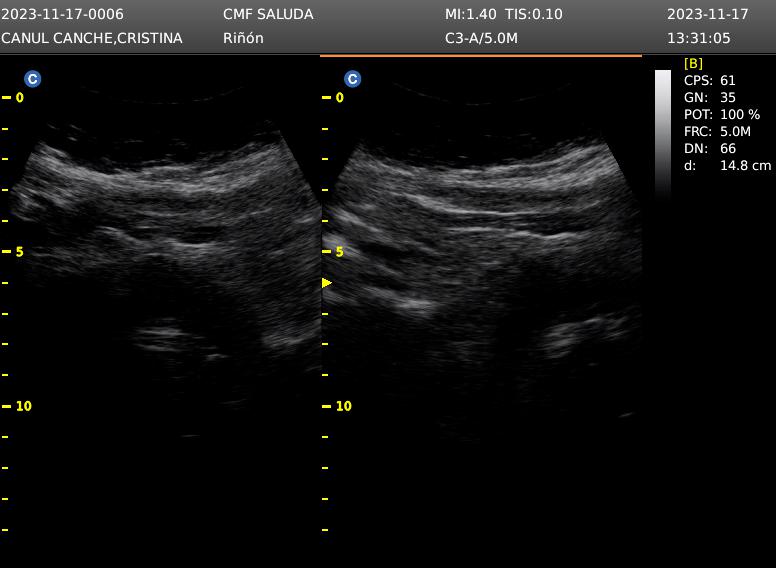 2023-11-17-0006 CMF SALUDA MI:1.40 TIS:0.10 2023-11-17
CANUL CANCHE,CRISTINA Riñón C3-A/5.0M 13:31:05
C
0
5
10
C
0
5
10
[B]
CPS: 61
GN: 35
POT: 100 %
FRC: 5.0M
DN: 66
d: 14.8 cm